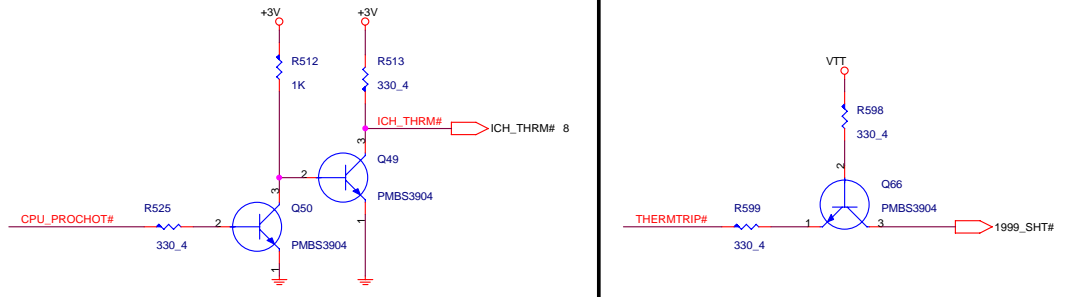 +3V
+3V
R512
1K
R513
330_4
ICH_THRM#
ICH_THRM# 8
3
Q49
2
PMBS3904
1
3
Q50
CPU_PROCHOT#
R525
330_4
2
PMBS3904
1
VTT
R598
330_4
2
Q66
PMBS3904
THERMTRIP#
R599
330_4
1
3
1999_SHT#